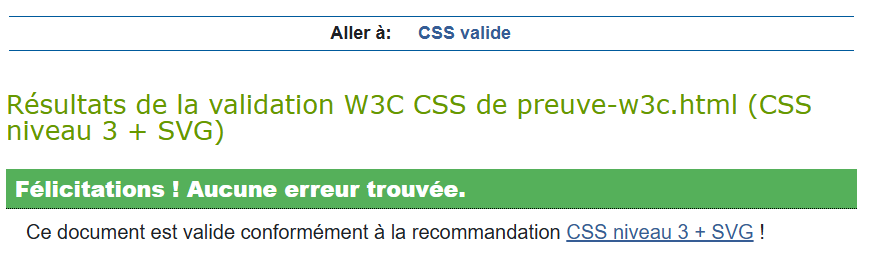 Aller à: CSS valide
Résultats de la validation W3C CSS de preuve-w3c.html (CSS
niveau 3 + SVG)
Félicitations ! Aucune erreur trouvée.
Ce document est valide conformément à la recommandation CSS niveau 3 + SVG !